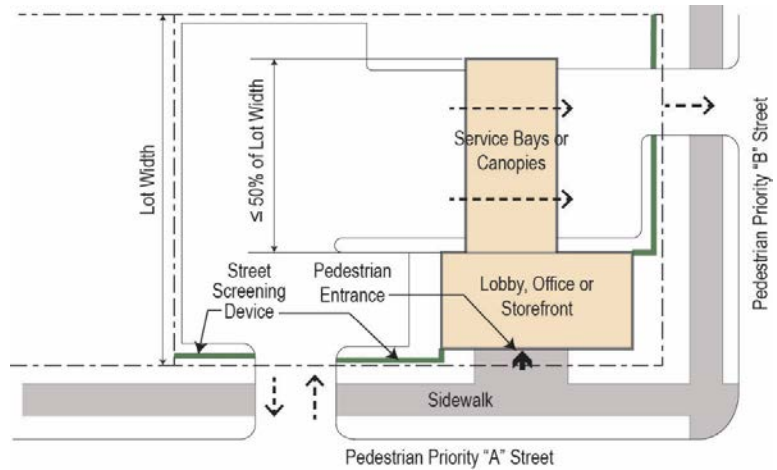 Lot Width
≤ 50% of Lot Width
Service Bays or
Canopies
Street
Screening
Device
Pedestrian
Entrance
Lobby, Office or
Storefront
Sidewalk
Pedestrian Priority "A" Street
Pedestrian Priority "B" Street